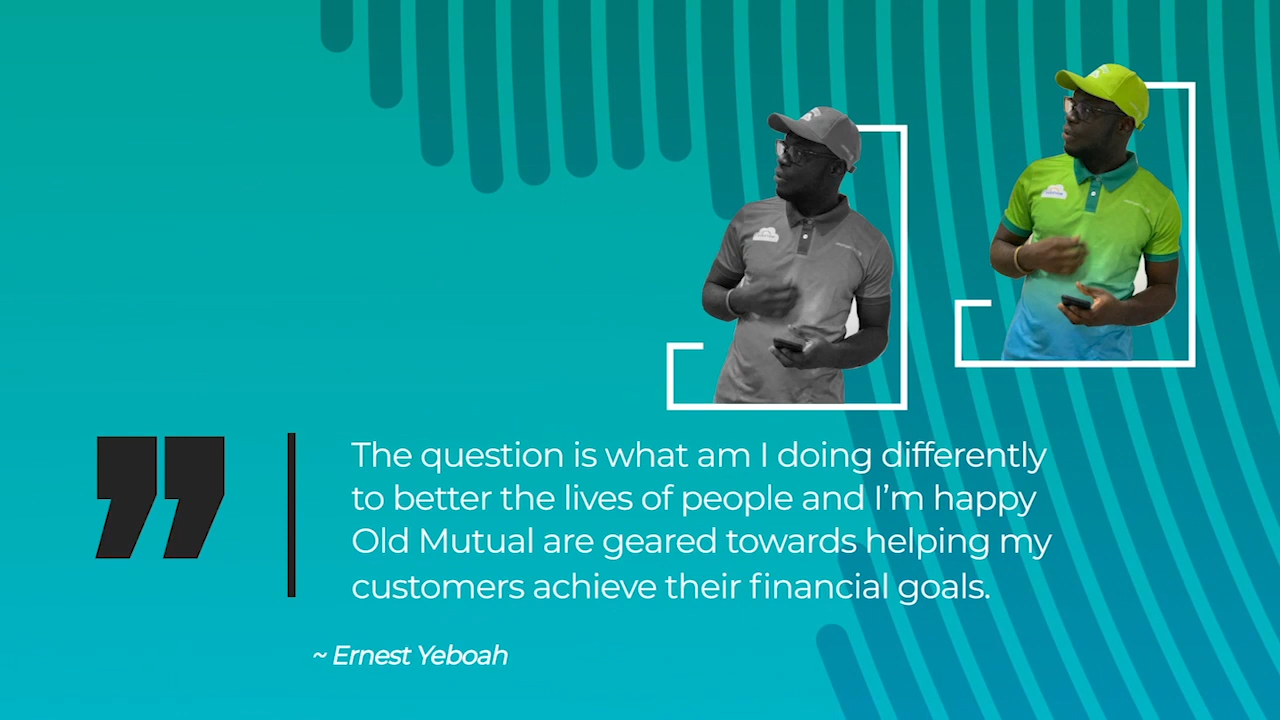 The question is what am I doing differently
to better the lives of people and I’m happy
Old Mutual are geared towards helping my
customers achieve their financial goals.
~ Ernest Yeboah